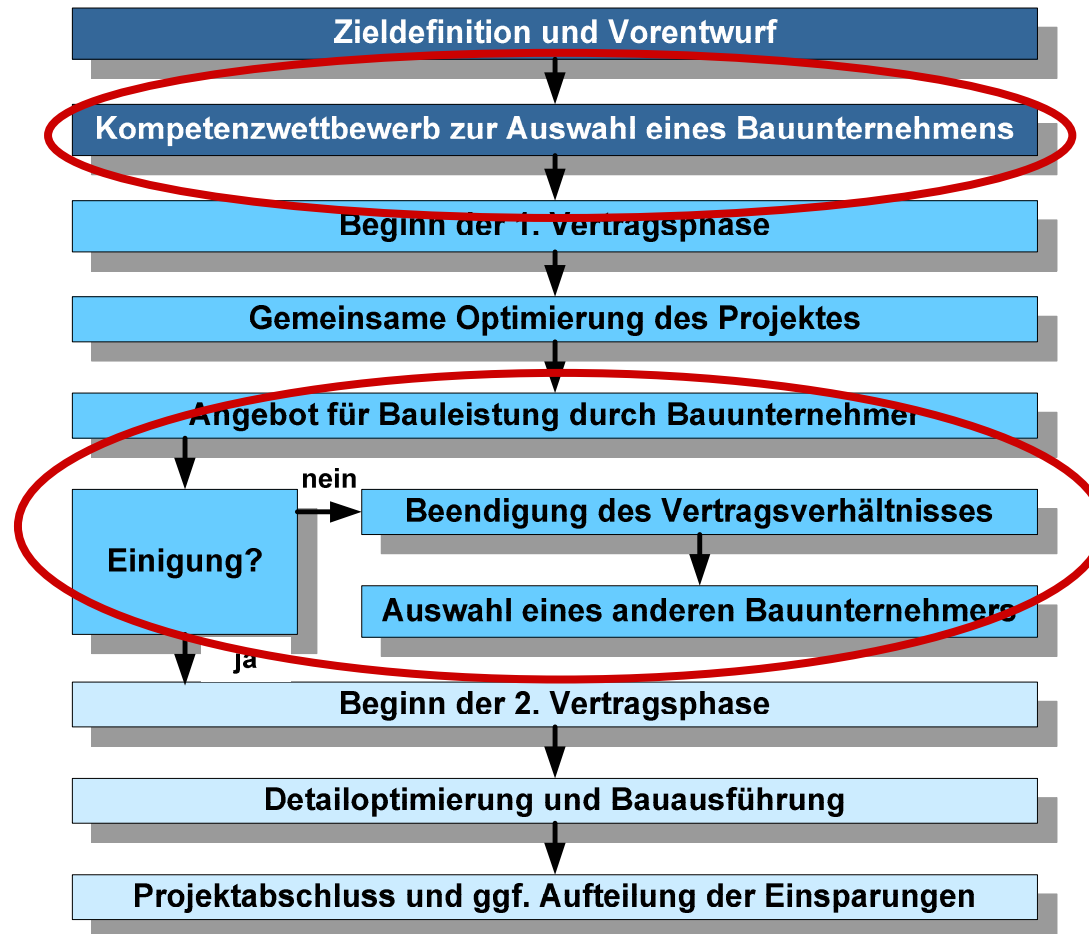 Zieldefinition und Vorentwurf
Kompetenzwettbewerb zur Auswahl eines Bauunternehmens
Beginn der 1. Vertragsphase
Gemeinsame Optimierung des Projektes
Angebot für Bauleistung durch Bauunternehmer
nein
Beendigung des Vertragsverhältnisses
Einigung?
Auswahl eines anderen Bauunternehmers
ja
Beginn der 2. Vertragsphase
Detailoptimierung und Bauausführung
Projektabschluss und ggf. Aufteilung der Einsparungen